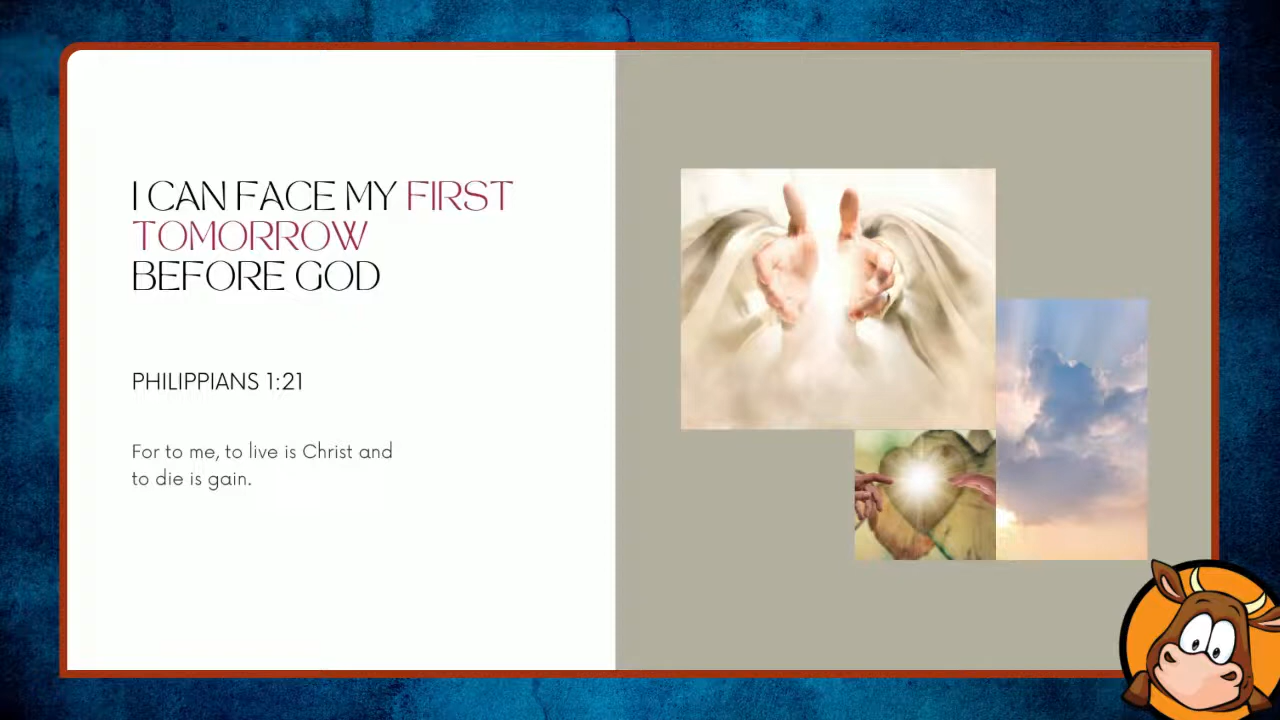 I CAN FACE MY FIRST
TOMORROW
BEFORE GOD
PHILIPPIANS 1:21
For to me, to live is Christ and
to die is gain.